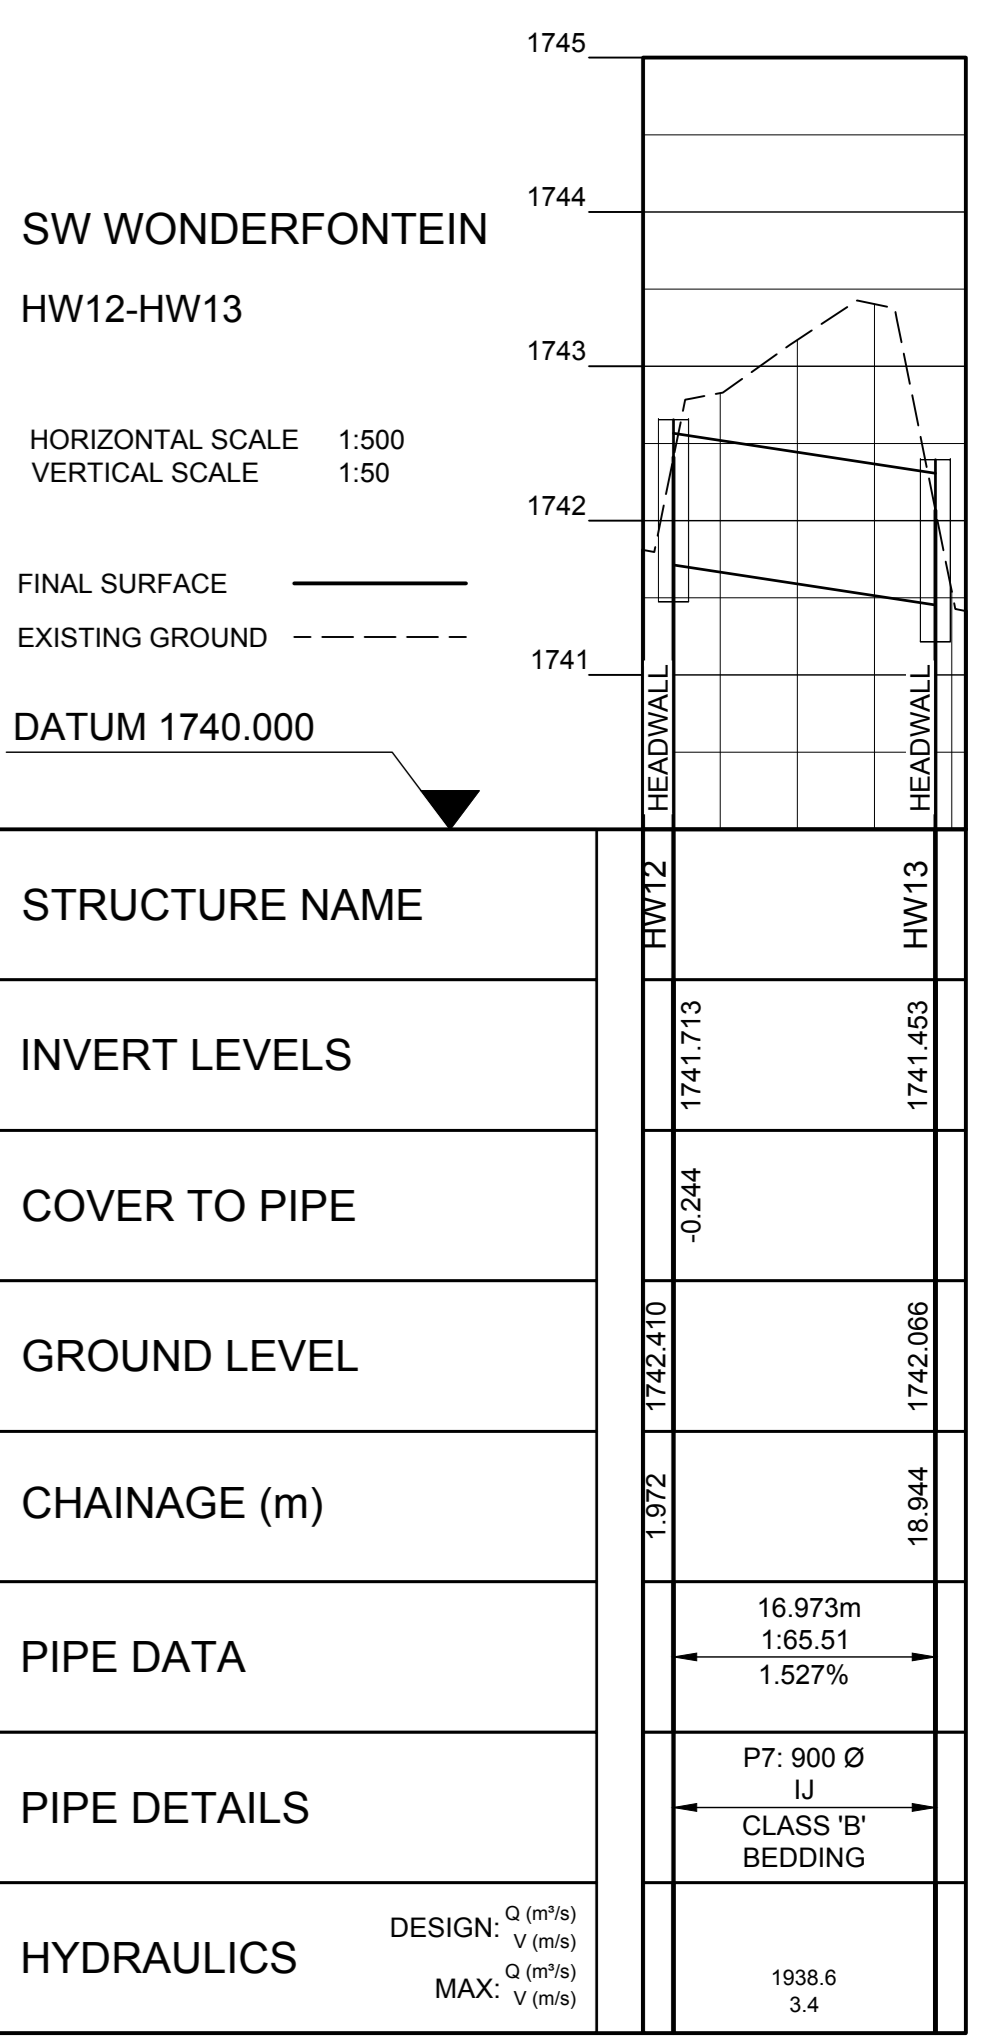 1745
1744
SW WONDERFONTEIN
HW12-HW13
1743
HORIZONTAL SCALE 1:500
VERTICAL SCALE 1:50
1742
FINAL SURFACE
EXISTING GROUND
1741
DATUM 1740.000
HEADWALL
HEADWALL
STRUCTURE NAME
HW12
HW13
INVERT LEVELS
1741.713
1741.453
COVER TO PIPE
-0.244
GROUND LEVEL
1742.410
1742.066
CHAINAGE (m)
1.972
18.944
PIPE DATA
16.973m
1:65.51
1.527%
PIPE DETAILS
P7: 900 Ø
IJ
CLASS 'B'
BEDDING
HYDRAULICS
DESIGN: Q (m³/s)
V (m/s)
MAX: Q (m³/s)
V (m/s)
1938.6
3.4